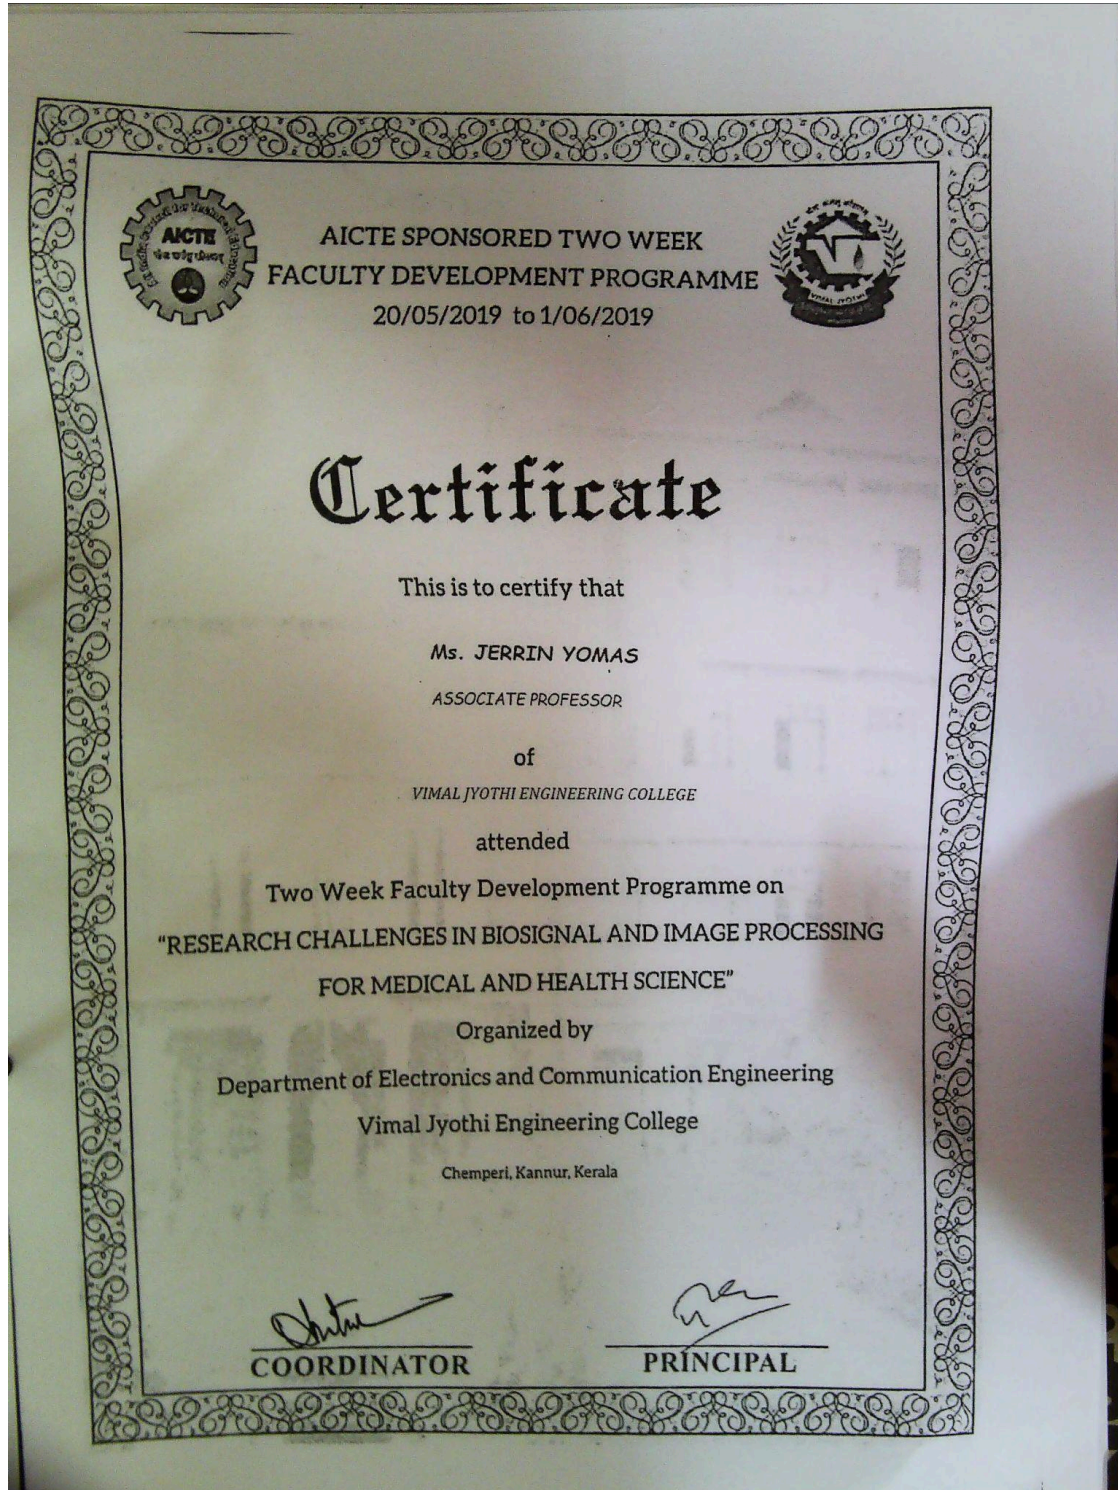 AICTE
AICTE SPONSORED TWO WEEK
FACULTY DEVELOPMENT PROGRAMME
20/05/2019 to 1/06/2019
VIMAL JYOTHI
Certificate
This is to certify that
Ms. JERRIN YOMAS
ASSOCIATE PROFESSOR
of
VIMAL JYOTHI ENGINEERING COLLEGE
attended
Two Week Faculty Development Programme on
"RESEARCH CHALLENGES IN BIOSIGNAL AND IMAGE PROCESSING
FOR MEDICAL AND HEALTH SCIENCE"
Organized by
Department of Electronics and Communication Engineering
Vimal Jyothi Engineering College
Chemperi, Kannur, Kerala
COORDINATOR
PRINCIPAL